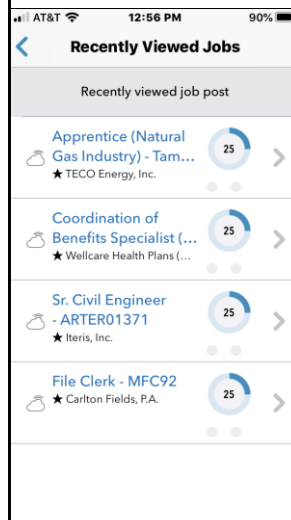 AT&T 12:56 PM 90%
Recently Viewed Jobs
Recently viewed job post
Apprentice (Natural
Gas Industry) - Tam...
★ TECO Energy, Inc.
25
Coordination of
Benefits Specialist (...
★ Wellcare Health Plans (...
25
Sr. Civil Engineer
- ARTER01371
★ Iteris, Inc.
25
File Clerk - MFC92
★ Carlton Fields, P.A.
25